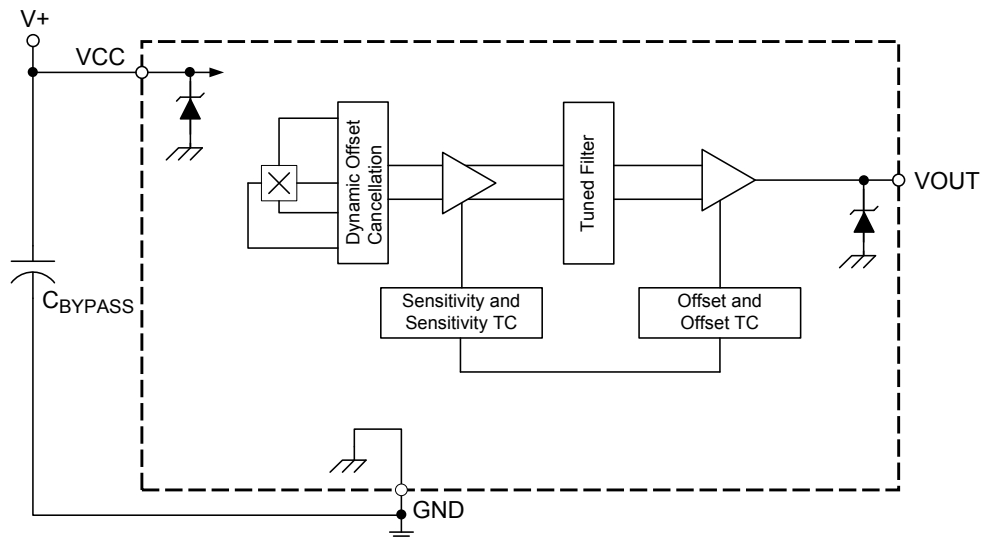 V+
VCC
Dynamic Offset
Cancellation
Tuned Filter
VOUT
CBYPASS
Sensitivity and
Sensitivity TC
Offset and
Offset TC
GND